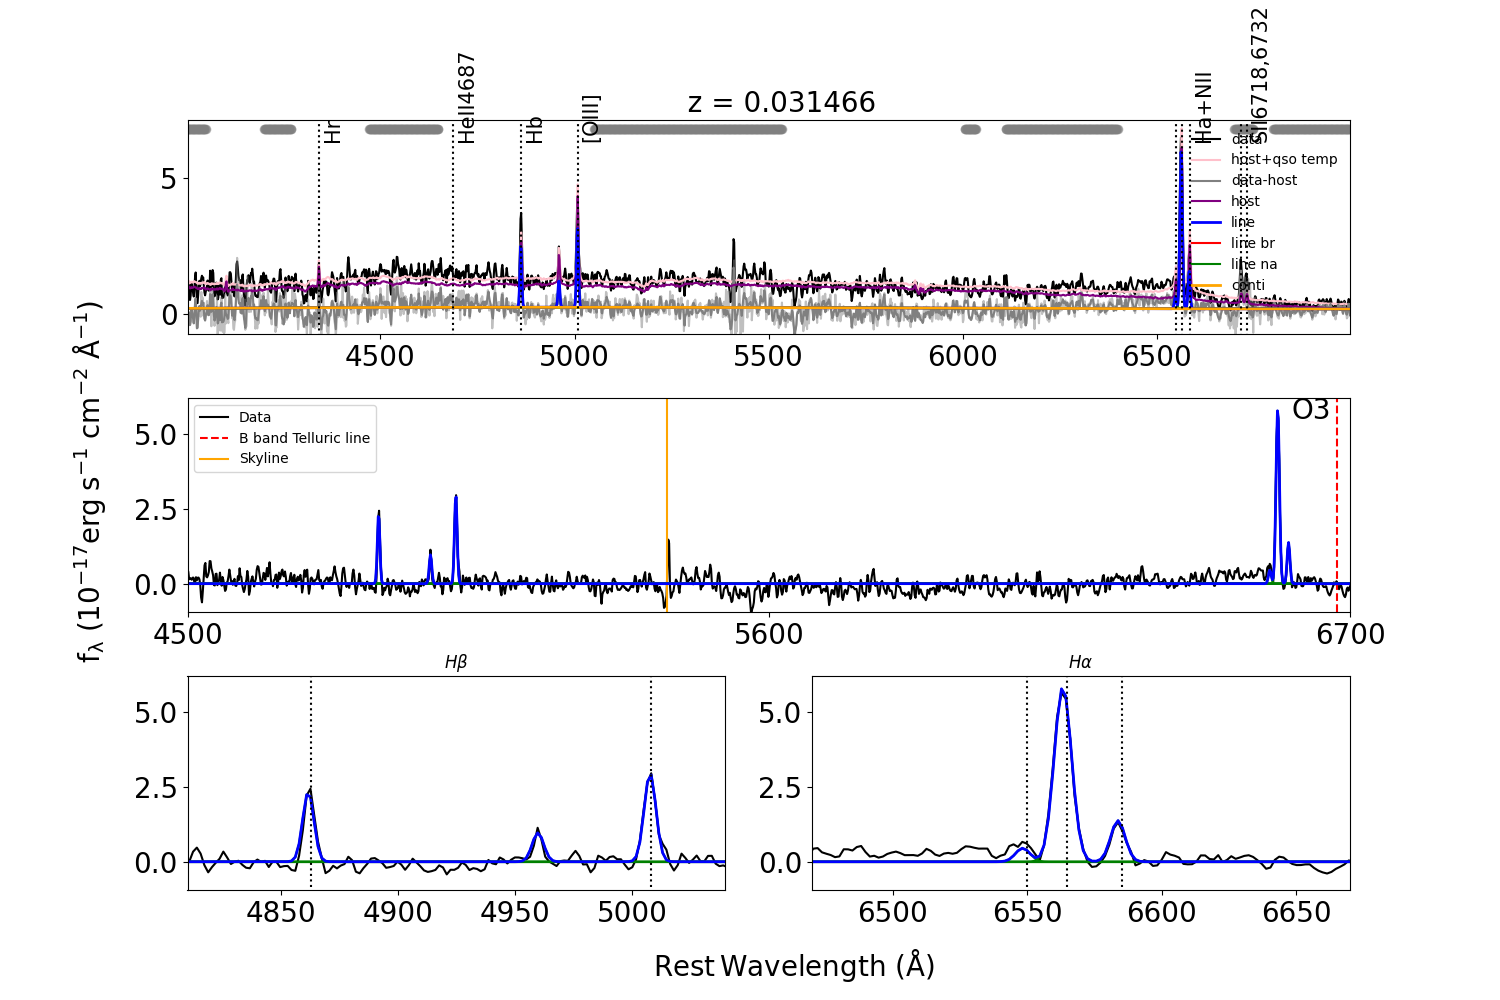 z = 0.031466
Hr
HeII4687
Hb
[OIII]
Ha+NII
SII6718,6732
data
host+qso temp
data-host
host
line
line br
line na
conti
5
0
4500
5000
5500
6000
6500
fλ (10⁻¹⁷erg s⁻¹ cm⁻² Å⁻¹)
Data
B band Telluric line
Skyline
O3
5.0
2.5
0.0
4500
5600
6700
Hβ
5.0
2.5
0.0
4850
4900
4950
5000
Hα
5.0
2.5
0.0
6500
6550
6600
6650
Rest Wavelength (Å)